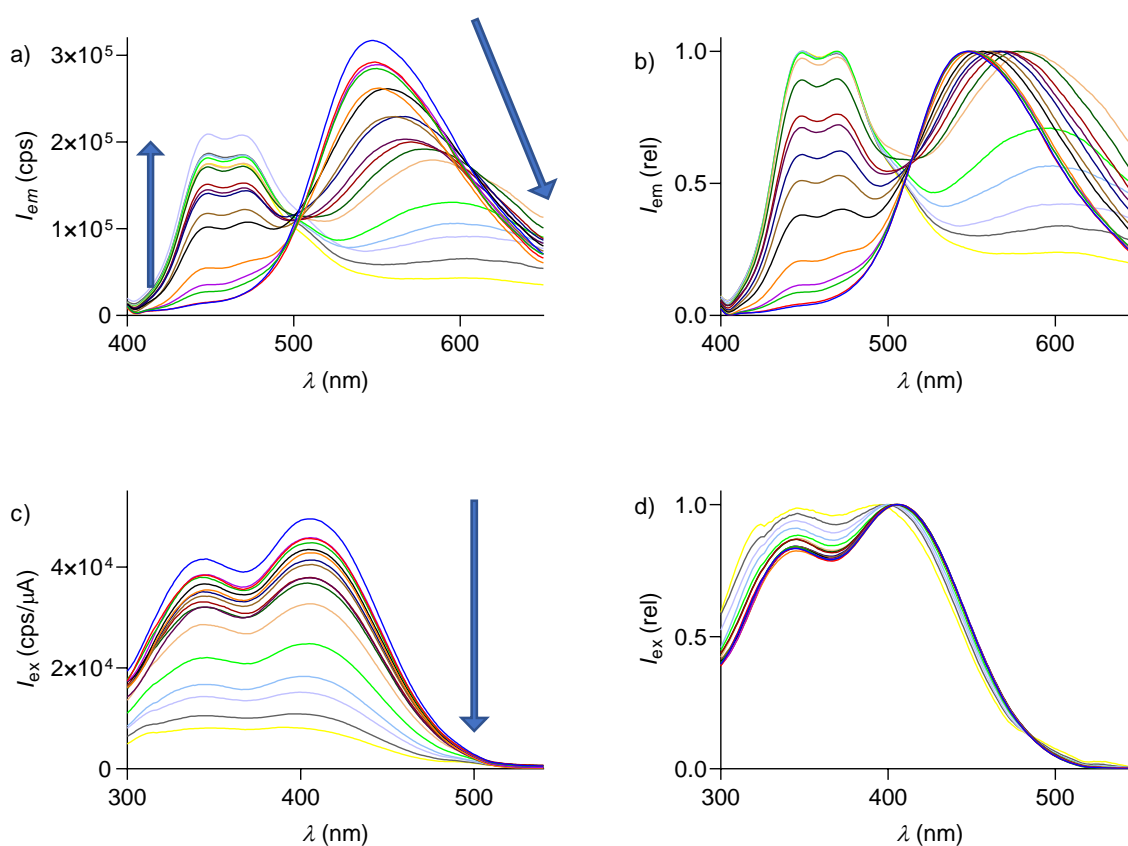 a)
I_em (cps)
3×10⁵
2×10⁵
1×10⁵
0
400 500 600
λ (nm)
b)
I_em (rel)
1.0
0.5
0.0
400 500 600
λ (nm)
c)
I_ex (cps/µA)
4×10⁴
2×10⁴
0
300 400 500
λ (nm)
d)
I_ex (rel)
1.0
0.5
0.0
300 400 500
λ (nm)